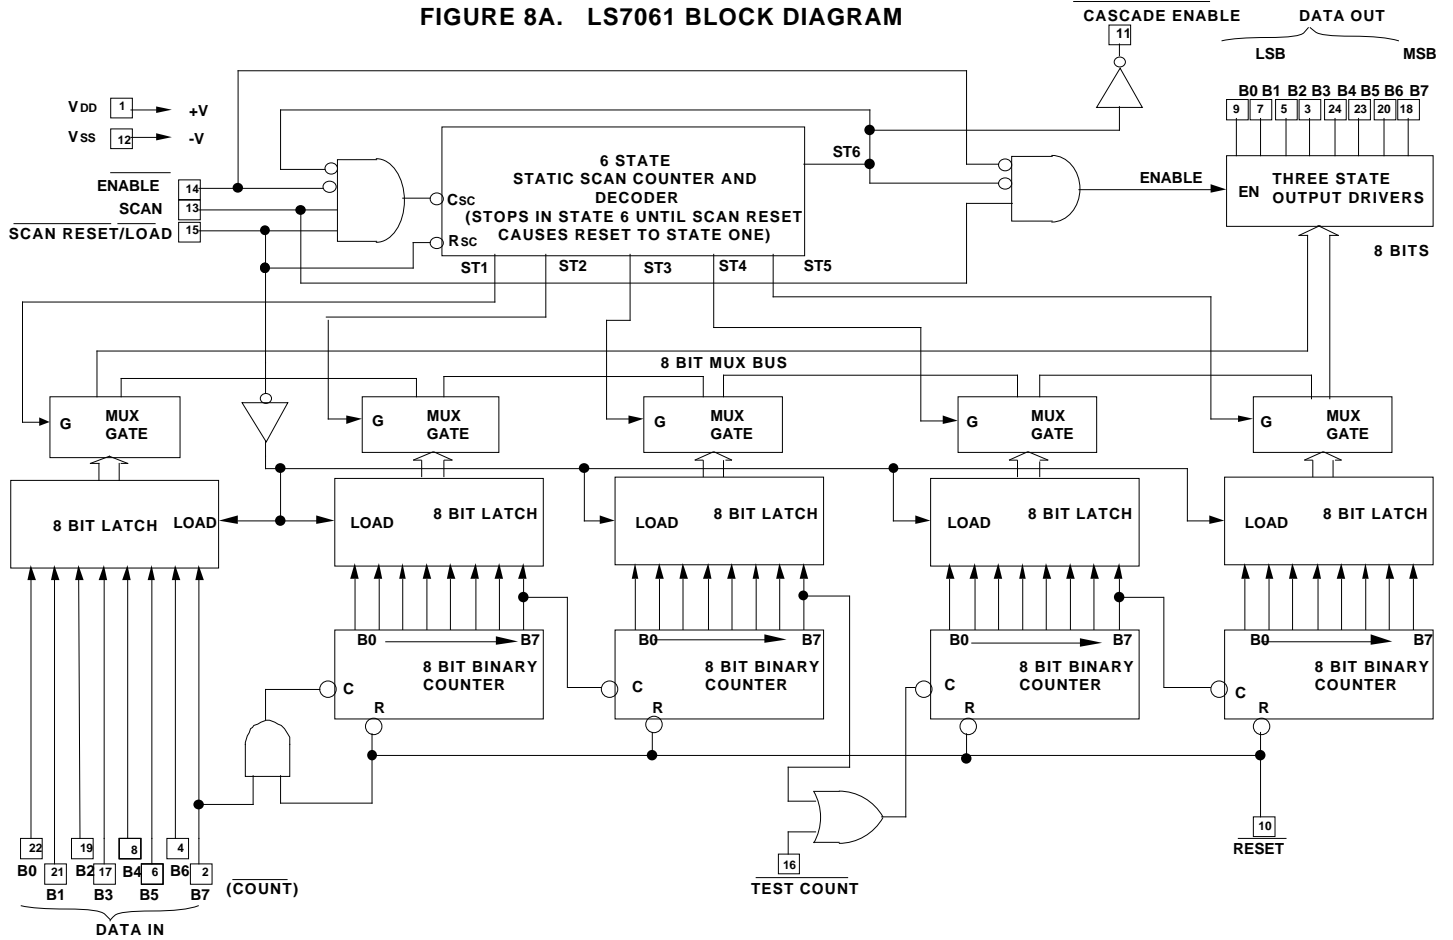 FIGURE 8A. LS7061 BLOCK DIAGRAM
CASCADE ENABLE
11
DATA OUT
LSB MSB
B0 B1 B2 B3 B4 B5 B6 B7
9 7 5 3 24 23 20 18
VDD 1 +V
VSS 12 -V
ENABLE 14
SCAN 13
SCAN RESET/LOAD 15
CSC
RSC
6 STATE
STATIC SCAN COUNTER AND
DECODER
(STOPS IN STATE 6 UNTIL SCAN RESET
CAUSES RESET TO STATE ONE)
ST6
ST1 ST2 ST3 ST4 ST5
ENABLE
EN
THREE STATE
OUTPUT DRIVERS
8 BITS
8 BIT MUX BUS
G MUX
GATE
G MUX
GATE
G MUX
GATE
G MUX
GATE
G MUX
GATE
8 BIT LATCH LOAD
LOAD 8 BIT LATCH
LOAD 8 BIT LATCH
LOAD 8 BIT LATCH
LOAD 8 BIT LATCH
B0 B7
8 BIT BINARY
COUNTER
C
R
B0 B7
8 BIT BINARY
COUNTER
C
R
B0 B7
8 BIT BINARY
COUNTER
C
R
B0 B7
8 BIT BINARY
COUNTER
C
R
22 19 8 4
B0 B2 B4 B6
21 17 6 2
B1 B3 B5 B7
(COUNT)
DATA IN
16
TEST COUNT
10
RESET